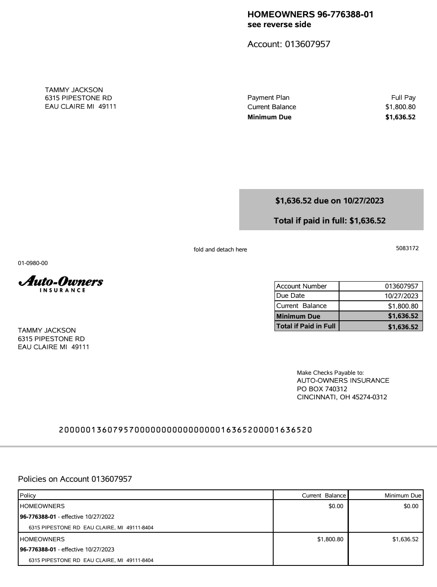 HOMEOWNERS 96-776388-01
see reverse side
Account: 013607957
TAMMY JACKSON
6315 PIPESTONE RD
EAU CLAIRE MI 49111
Payment Plan Full Pay
Current Balance $1,800.80
Minimum Due $1,636.52
$1,636.52 due on 10/27/2023
Total if paid in full: $1,636.52
fold and detach here 5083172
01-0980-00
Auto-Owners
INSURANCE
Account Number 013607957
Due Date 10/27/2023
Current Balance $1,800.80
Minimum Due $1,636.52
Total if Paid in Full $1,636.52
TAMMY JACKSON
6315 PIPESTONE RD
EAU CLAIRE MI 49111
Make Checks Payable to:
AUTO-OWNERS INSURANCE
PO BOX 740312
CINCINNATI, OH 45274-0312
Policies on Account 013607957
Policy Current Balance Minimum Due
HOMEOWNERS $0.00 $0.00
96-776388-01 - effective 10/27/2022
6315 PIPESTONE RD EAU CLAIRE, MI 49111-8404
HOMEOWNERS $1,800.80 $1,636.52
96-776388-01 - effective 10/27/2023
6315 PIPESTONE RD EAU CLAIRE, MI 49111-8404